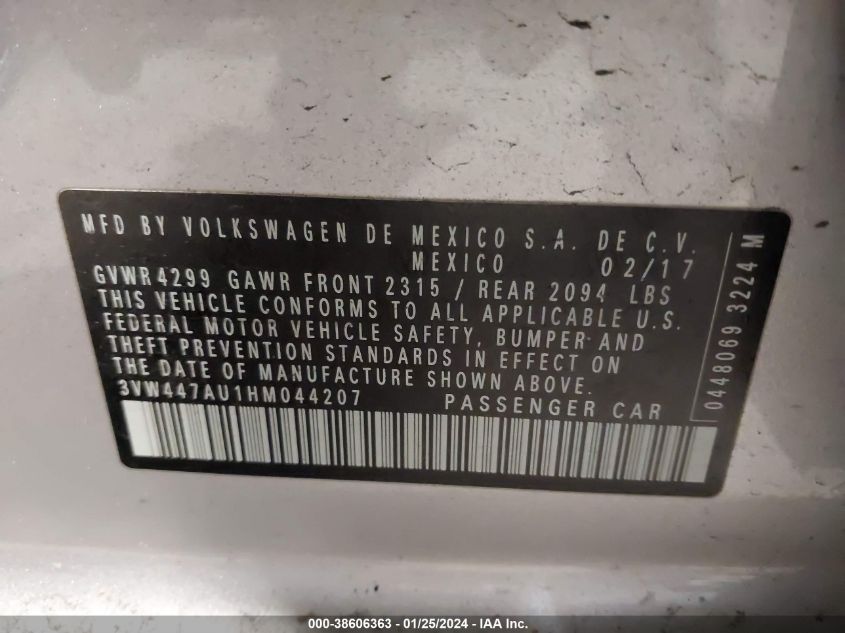 MFD BY VOLKSWAGEN DE MEXICO S.A. DE C.V.
MEXICO 02/17
GVWR4299 GAWR FRONT 2315 / REAR 2094 LBS
THIS VEHICLE CONFORMS TO ALL APPLICABLE U.S.
FEDERAL MOTOR VEHICLE SAFETY, BUMPER AND
THEFT PREVENTION STANDARDS IN EFFECT ON
THE DATE OF MANUFACTURE SHOWN ABOVE.
3VW447AU1HM044207 PASSENGER CAR
0448069 3224 M
000-38606363 - 01/25/2024 - IAA Inc.